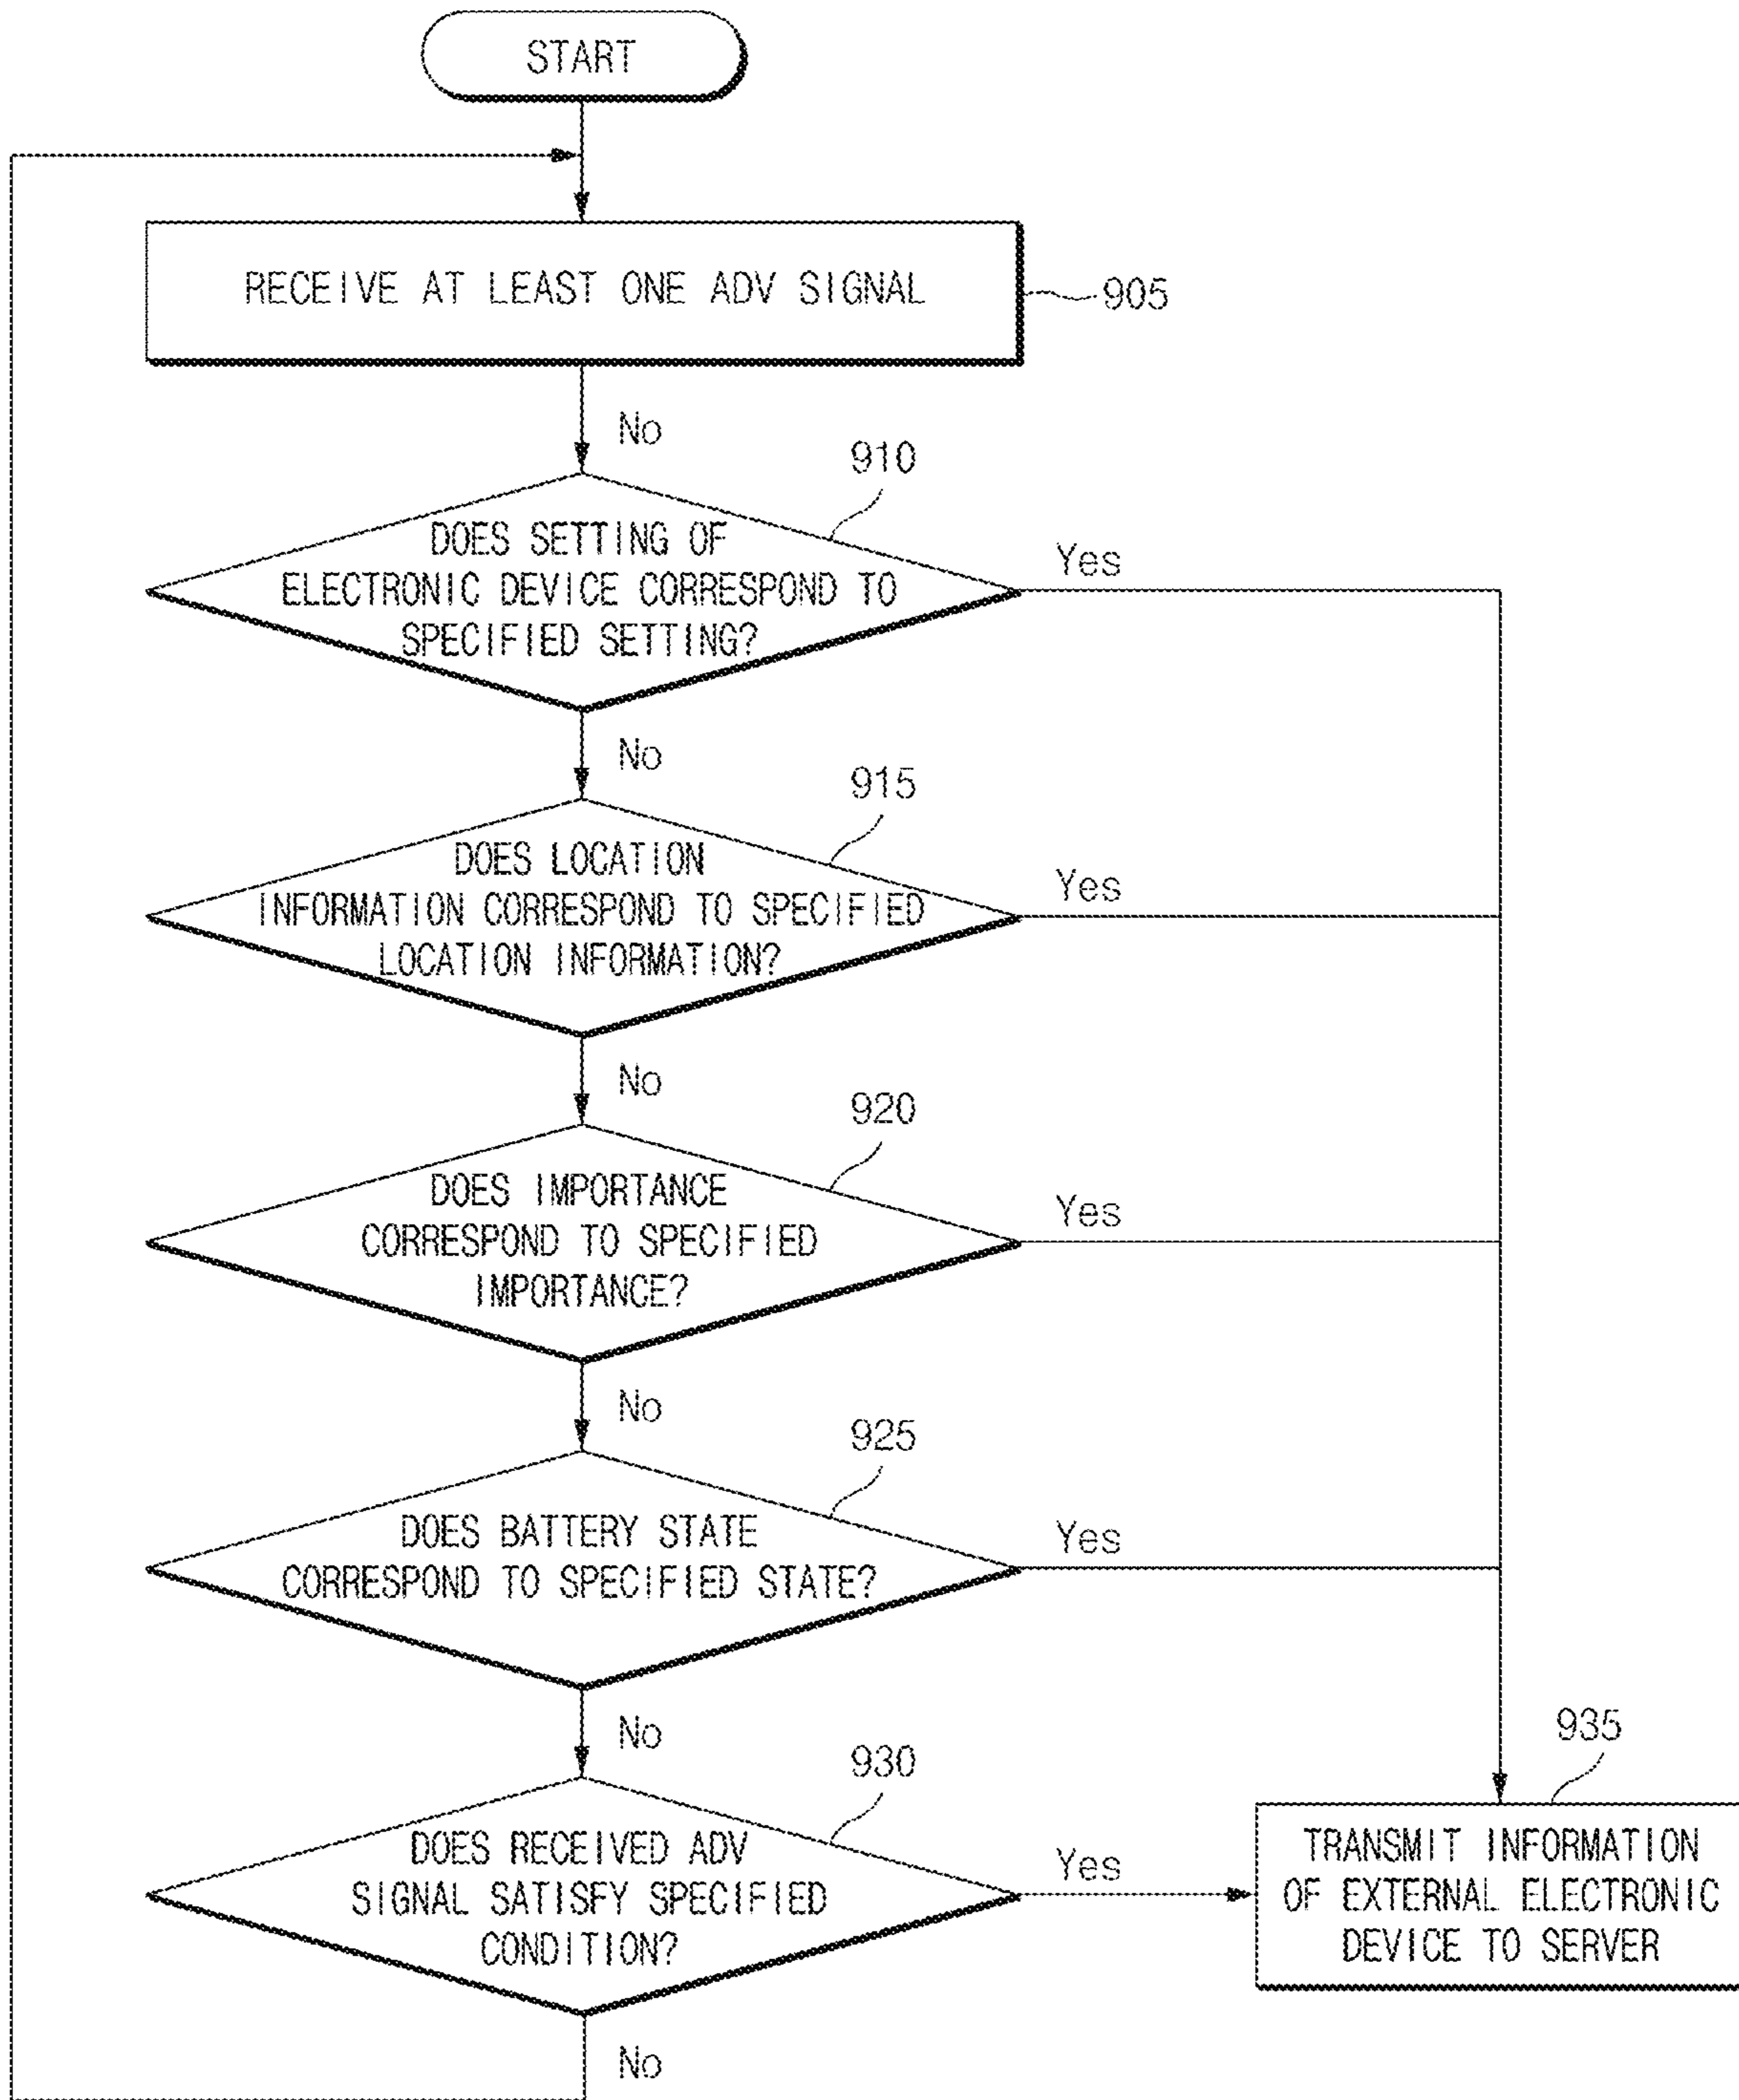 START
RECEIVE AT LEAST ONE ADV SIGNAL
905
No
910
DOES SETTING OF
ELECTRONIC DEVICE CORRESPOND TO
SPECIFIED SETTING?
Yes
No
915
DOES LOCATION
INFORMATION CORRESPOND TO SPECIFIED
LOCATION INFORMATION?
Yes
No
920
DOES IMPORTANCE
CORRESPOND TO SPECIFIED
IMPORTANCE?
Yes
No
925
DOES BATTERY STATE
CORRESPOND TO SPECIFIED STATE?
Yes
No
930
DOES RECEIVED ADV
SIGNAL SATISFY SPECIFIED
CONDITION?
Yes
935
TRANSMIT INFORMATION
OF EXTERNAL ELECTRONIC
DEVICE TO SERVER
No